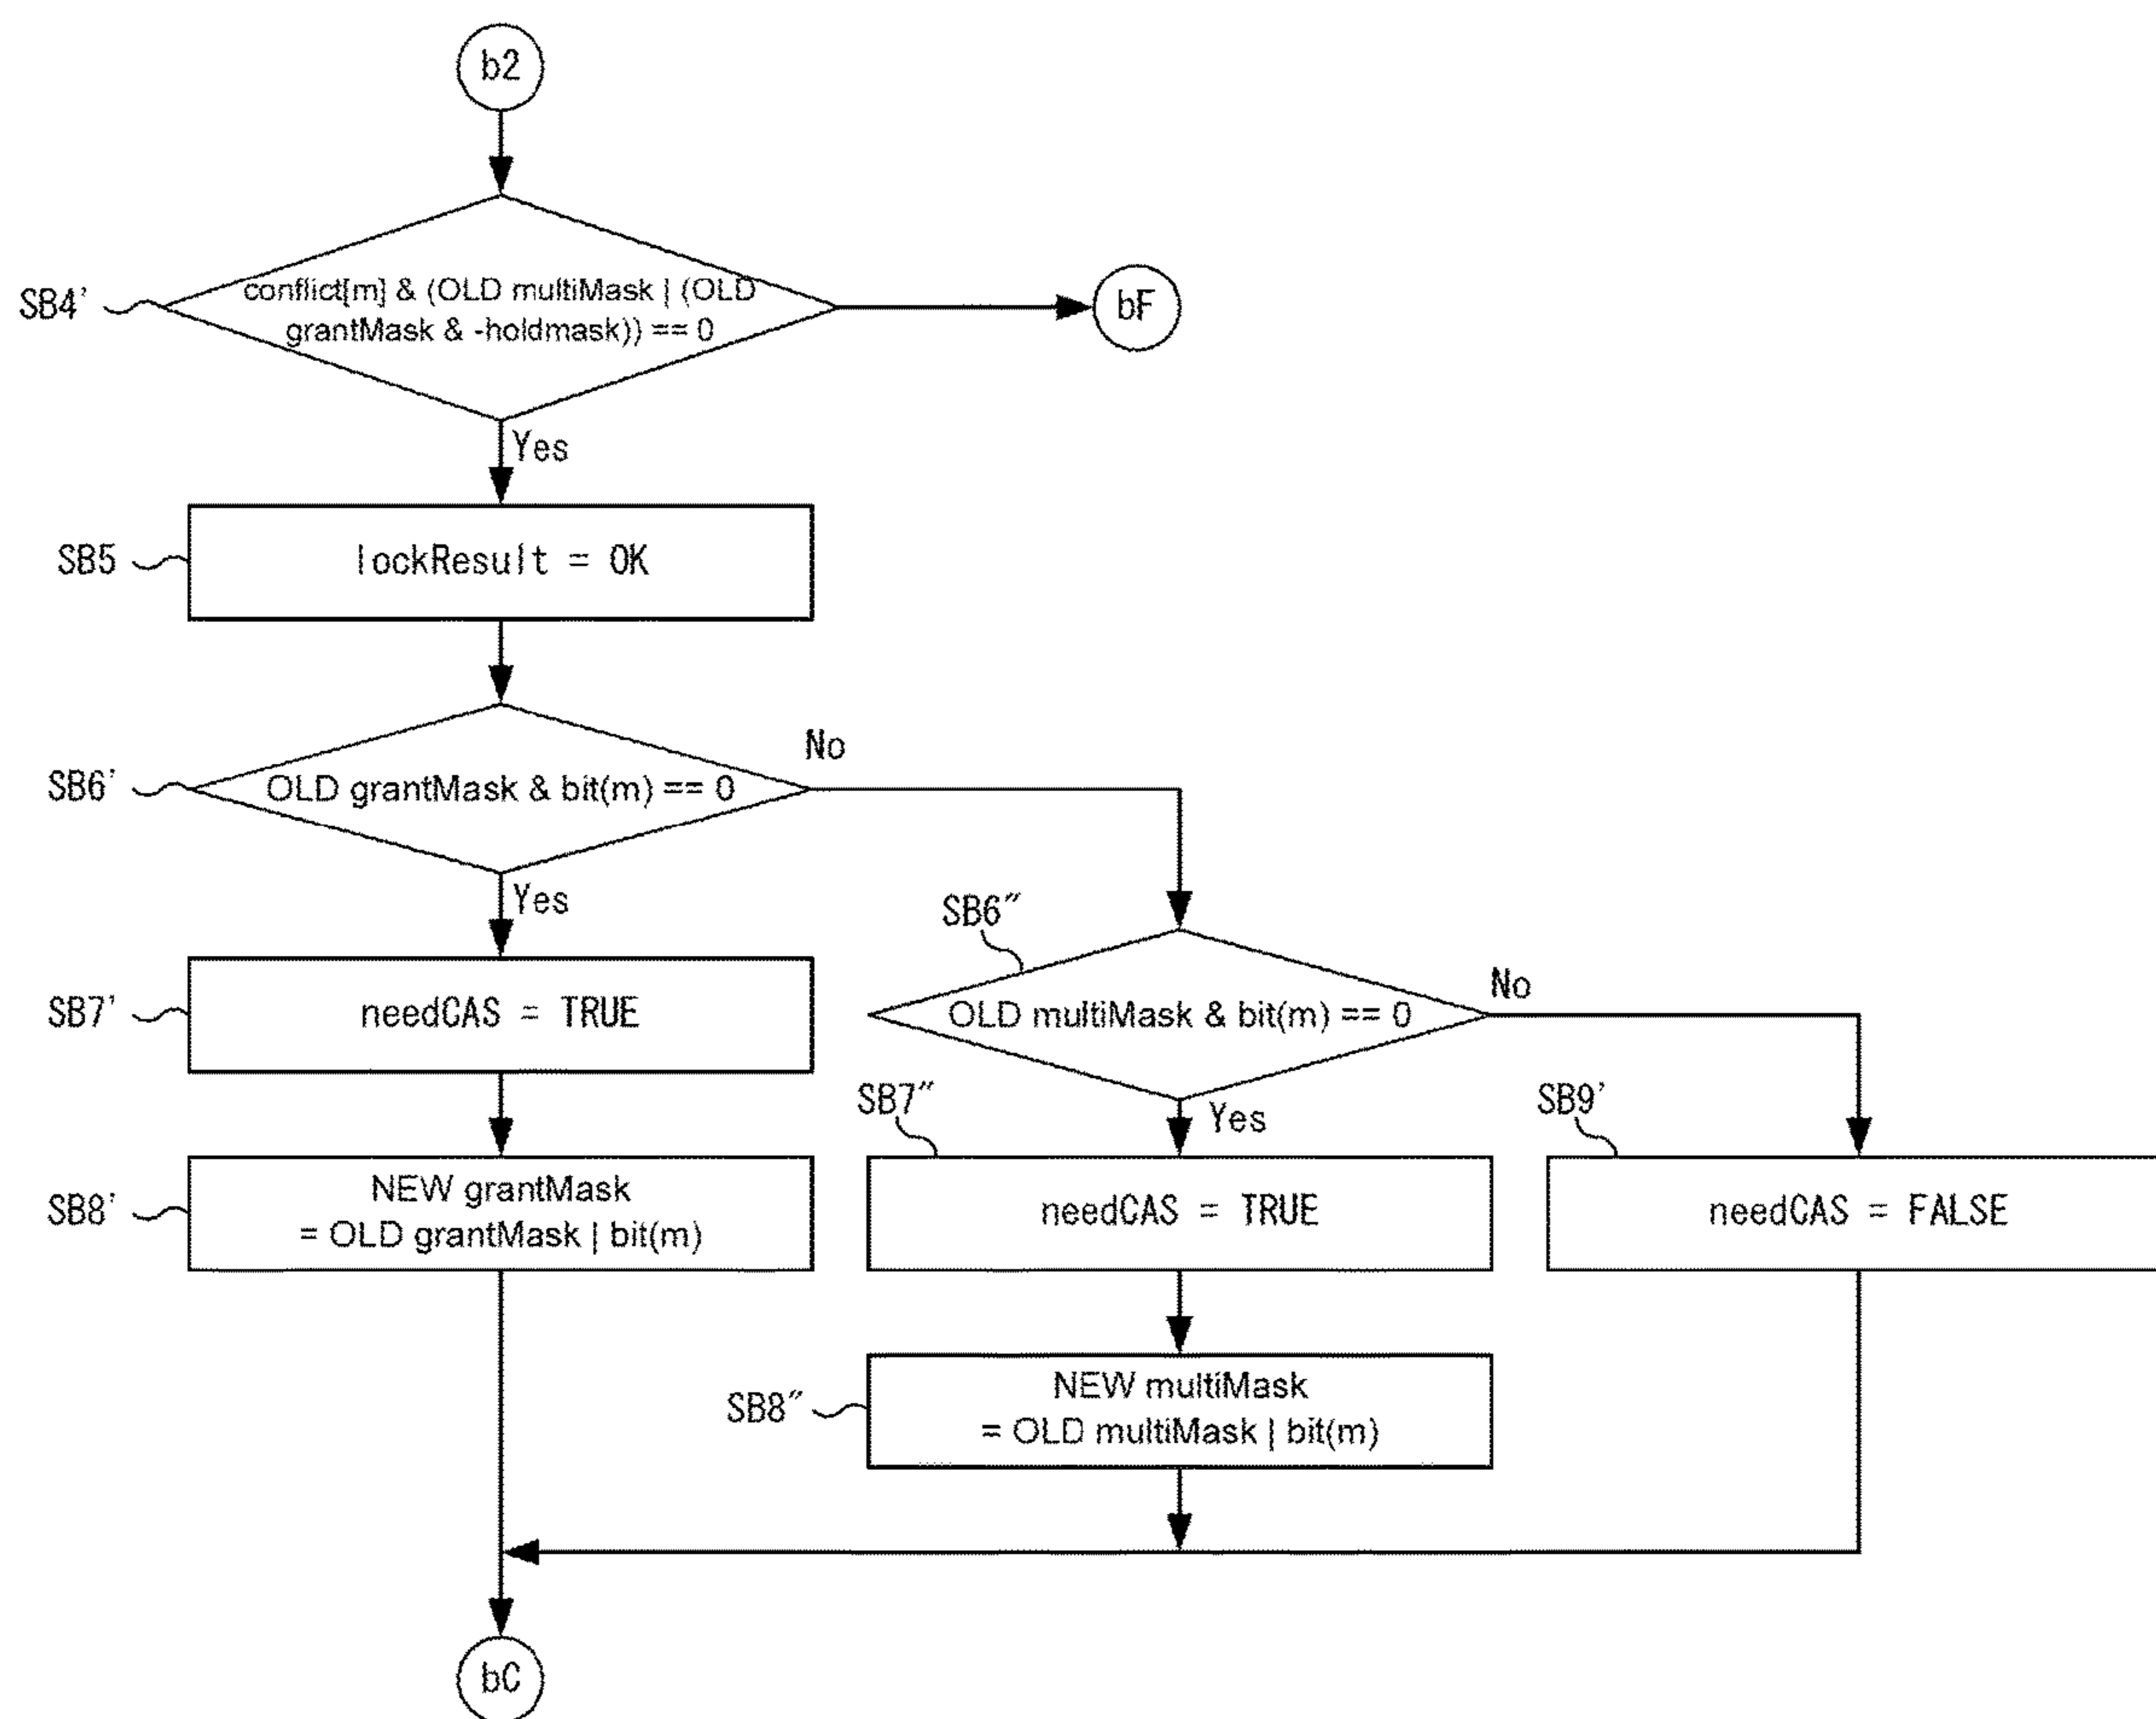 b2
SB4'
conflict[m] & (OLD multiMask | (OLD
grantMask & -holdmask)) == 0
bF
Yes
SB5
lockResult = OK
SB6'
OLD grantMask & bit(m) == 0
No
Yes
SB6"
OLD multiMask & bit(m) == 0
No
SB7'
needCAS = TRUE
SB7"
Yes
SB9'
SB8'
NEW grantMask
= OLD grantMask | bit(m)
needCAS = TRUE
needCAS = FALSE
SB8"
NEW multiMask
= OLD multiMask | bit(m)
bC